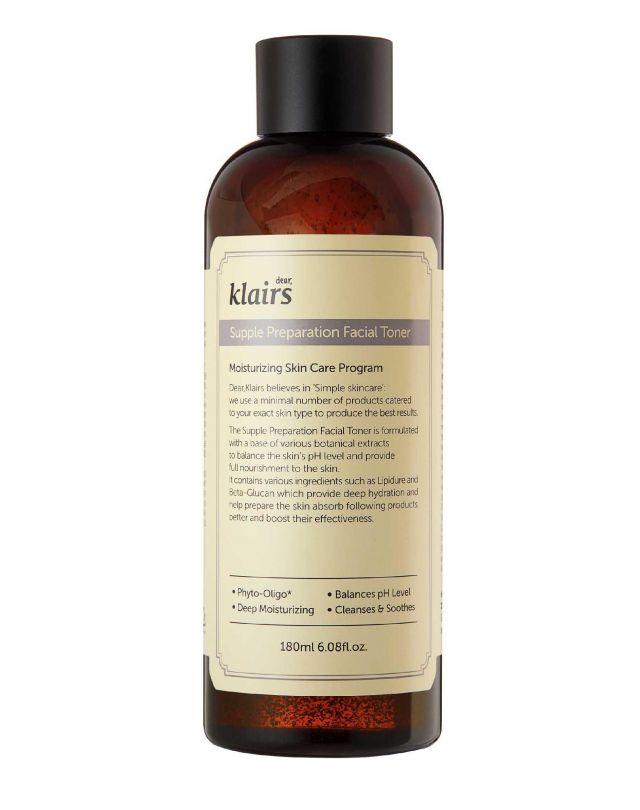 dear,
klairs
Supple Preparation Facial Toner
Moisturizing Skin Care Program
Dear,Klairs believes in 'Simple skincare':
we use a minimal number of products catered
to your exact skin type to produce the best results.
The Supple Preparation Facial Toner is formulated
with a base of various botanical extracts
to balance the skin's pH level and provide
full nourishment to the skin.
It contains various ingredients such as Lipidure and
Beta-Glucan which provide deep hydration and
help prepare the skin absorb following products
better and boost their effectiveness.
• Phyto-Oligo*
• Balances pH Level
• Deep Moisturizing
• Cleanses & Soothes
180ml 6.08fl.oz.